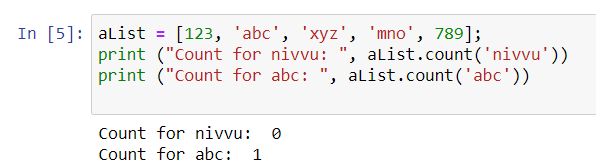 In [5]: aList = [123, 'abc', 'xyz', 'mno', 789];
print ("Count for nivvu: ", aList.count('nivvu'))
print ("Count for abc: ", aList.count('abc'))
Count for nivvu:  0
Count for abc:  1